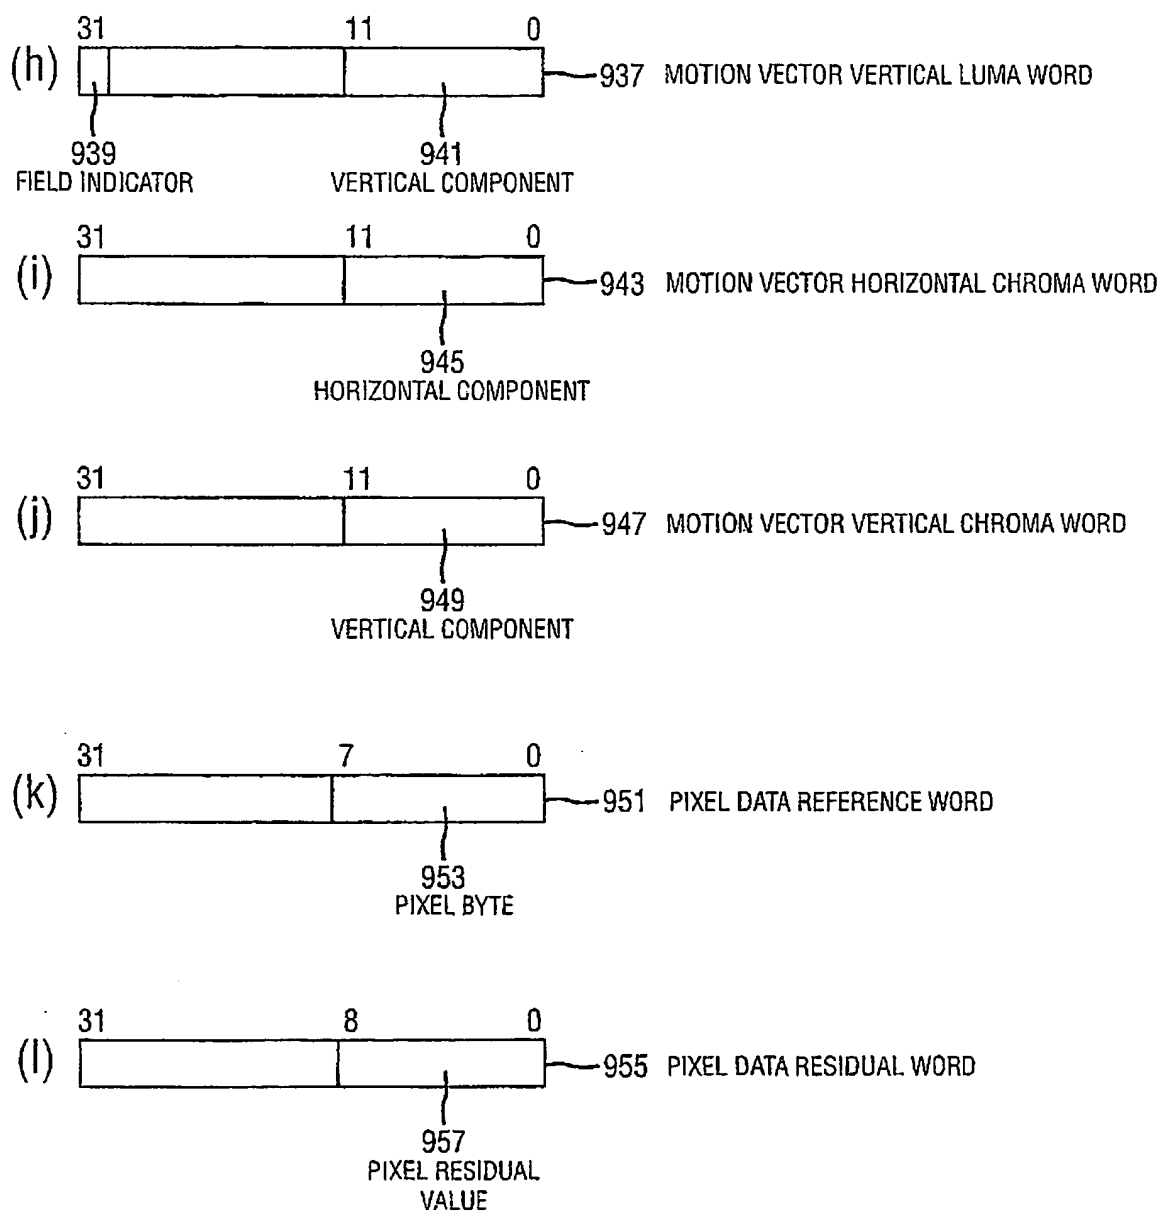 31 11 0
(h) 937 MOTION VECTOR VERTICAL LUMA WORD
939 941
FIELD INDICATOR VERTICAL COMPONENT
31 11 0
(i) 943 MOTION VECTOR HORIZONTAL CHROMA WORD
945
HORIZONTAL COMPONENT
31 11 0
(j) 947 MOTION VECTOR VERTICAL CHROMA WORD
949
VERTICAL COMPONENT
31 7 0
(k) 951 PIXEL DATA REFERENCE WORD
953
PIXEL BYTE
31 8 0
(l) 955 PIXEL DATA RESIDUAL WORD
957
PIXEL RESIDUAL
VALUE